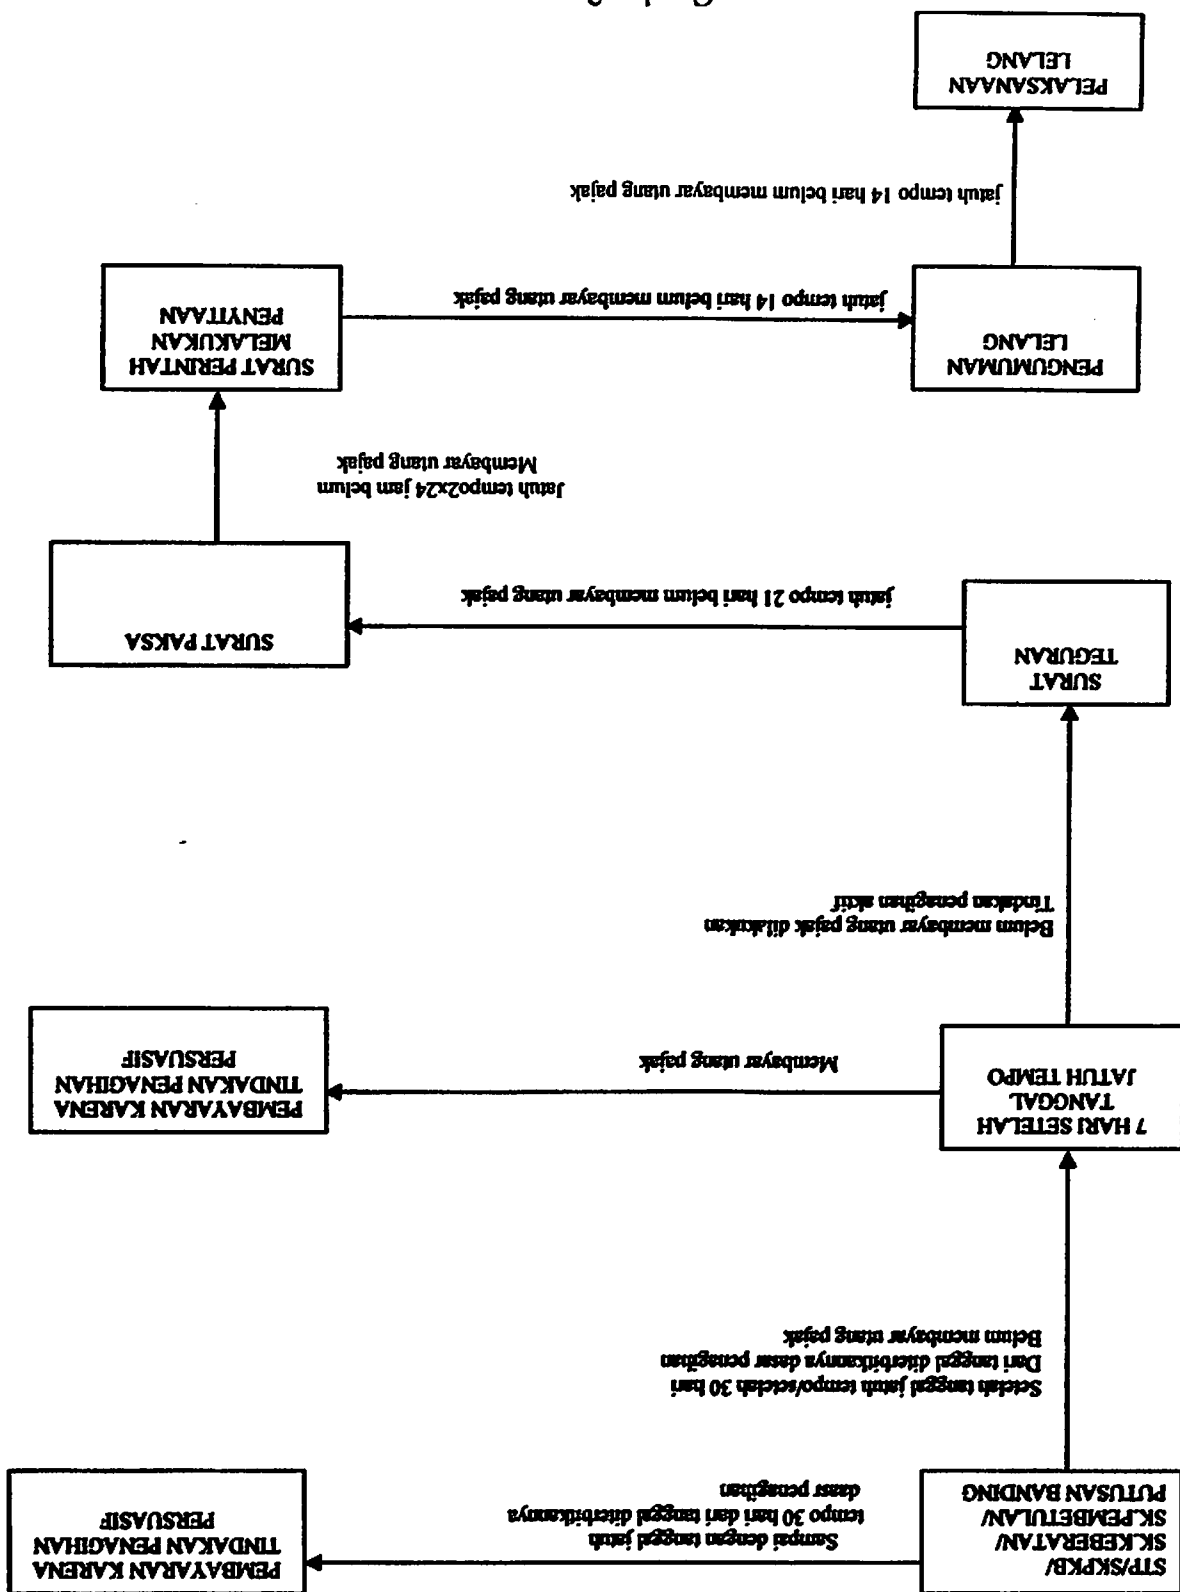 STP/SKPKB/
SK.KEBERATAN/
SK.PEMBETULAN/
PUTUSAN BANDING
Sampai dengan tanggal jatuh
tempo 30 hari dari tanggal diterbitkannya
dasar penagihan
PEMBAYARAN KARENA
TINDAKAN PENAGIHAN
PERSUASIF
Setelah tanggal jatuh tempo/setelah 30 hari
Dari tanggal diterbitkannya dasar penagihan
Belum membayar utang pajak
7 HARI SETELAH
TANGGAL
JATUH TEMPO
Membayar utang pajak
PEMBAYARAN KARENA
TINDAKAN PENAGIHAN
PERSUASIF
Belum membayar utang pajak dilakukan
Tindakan penagihan aktif
SURAT
TEGURAN
jatuh tempo 21 hari belum membayar utang pajak
SURAT PAKSA
Jatuh tempo2x24 jam belum
Membayar utang pajak
SURAT PERINTAH
MELAKUKAN
PENYITAAN
jatuh tempo 14 hari belum membayar utang pajak
PENGUMUMAN
LELANG
jatuh tempo 14 hari belum membayar utang pajak
PELAKSANAAN
LELANG